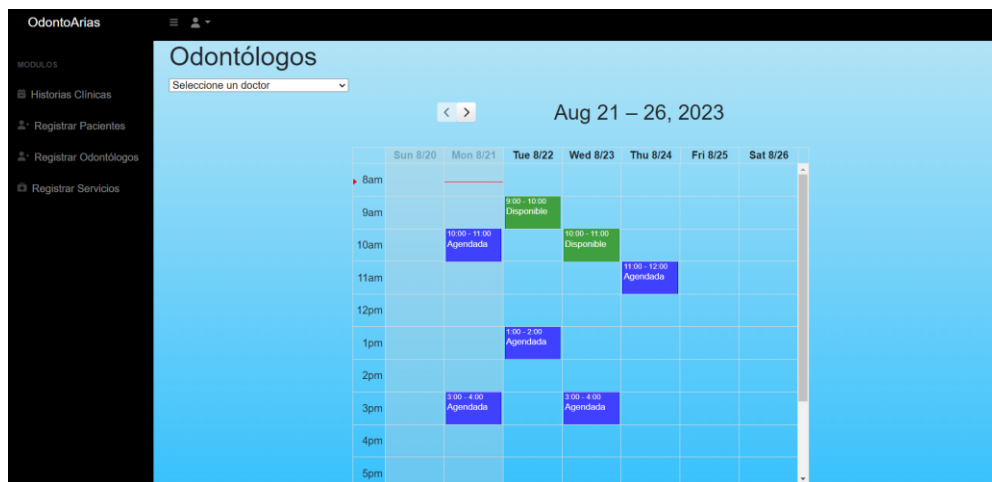 OdontoArias
MODULOS
Historias Clínicas
Registrar Pacientes
Registrar Odontólogos
Registrar Servicios
Odontólogos
Seleccione un doctor
Aug 21 – 26, 2023
Sun 8/20 Mon 8/21 Tue 8/22 Wed 8/23 Thu 8/24 Fri 8/25 Sat 8/26
8am
9am
9:00 - 10:00
Disponible
10am
10:00 - 11:00
Agendada
10:00 - 11:00
Disponible
11am
11:00 - 12:00
Agendada
12pm
1pm
1:00 - 2:00
Agendada
2pm
3pm
3:00 - 4:00
Agendada
3:00 - 4:00
Agendada
4pm
5pm